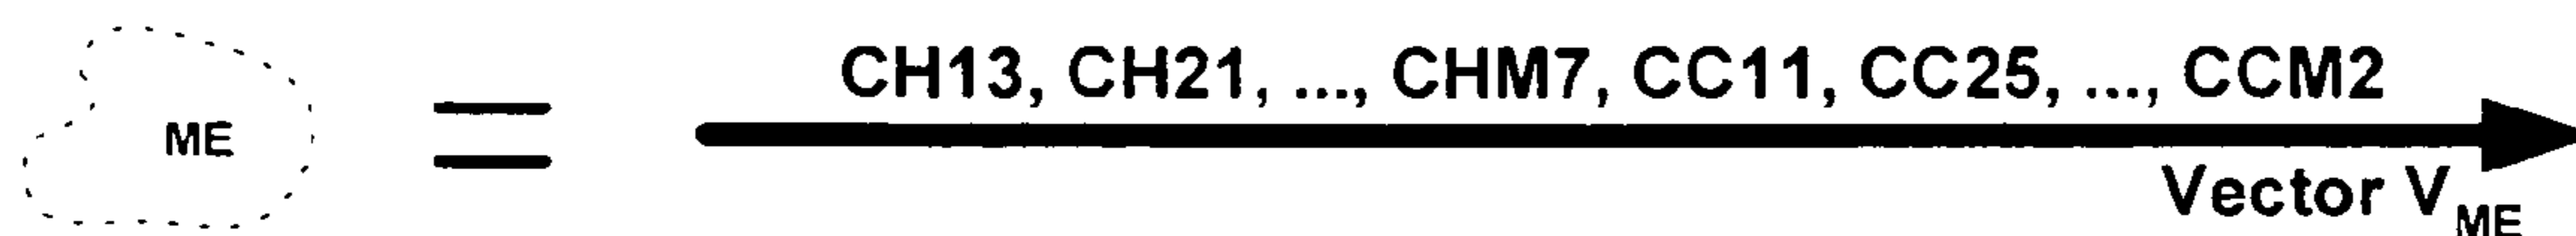 CH13, CH21, ..., CHM7, CC11, CC25, ..., CCM2
ME =
Vector V_ME